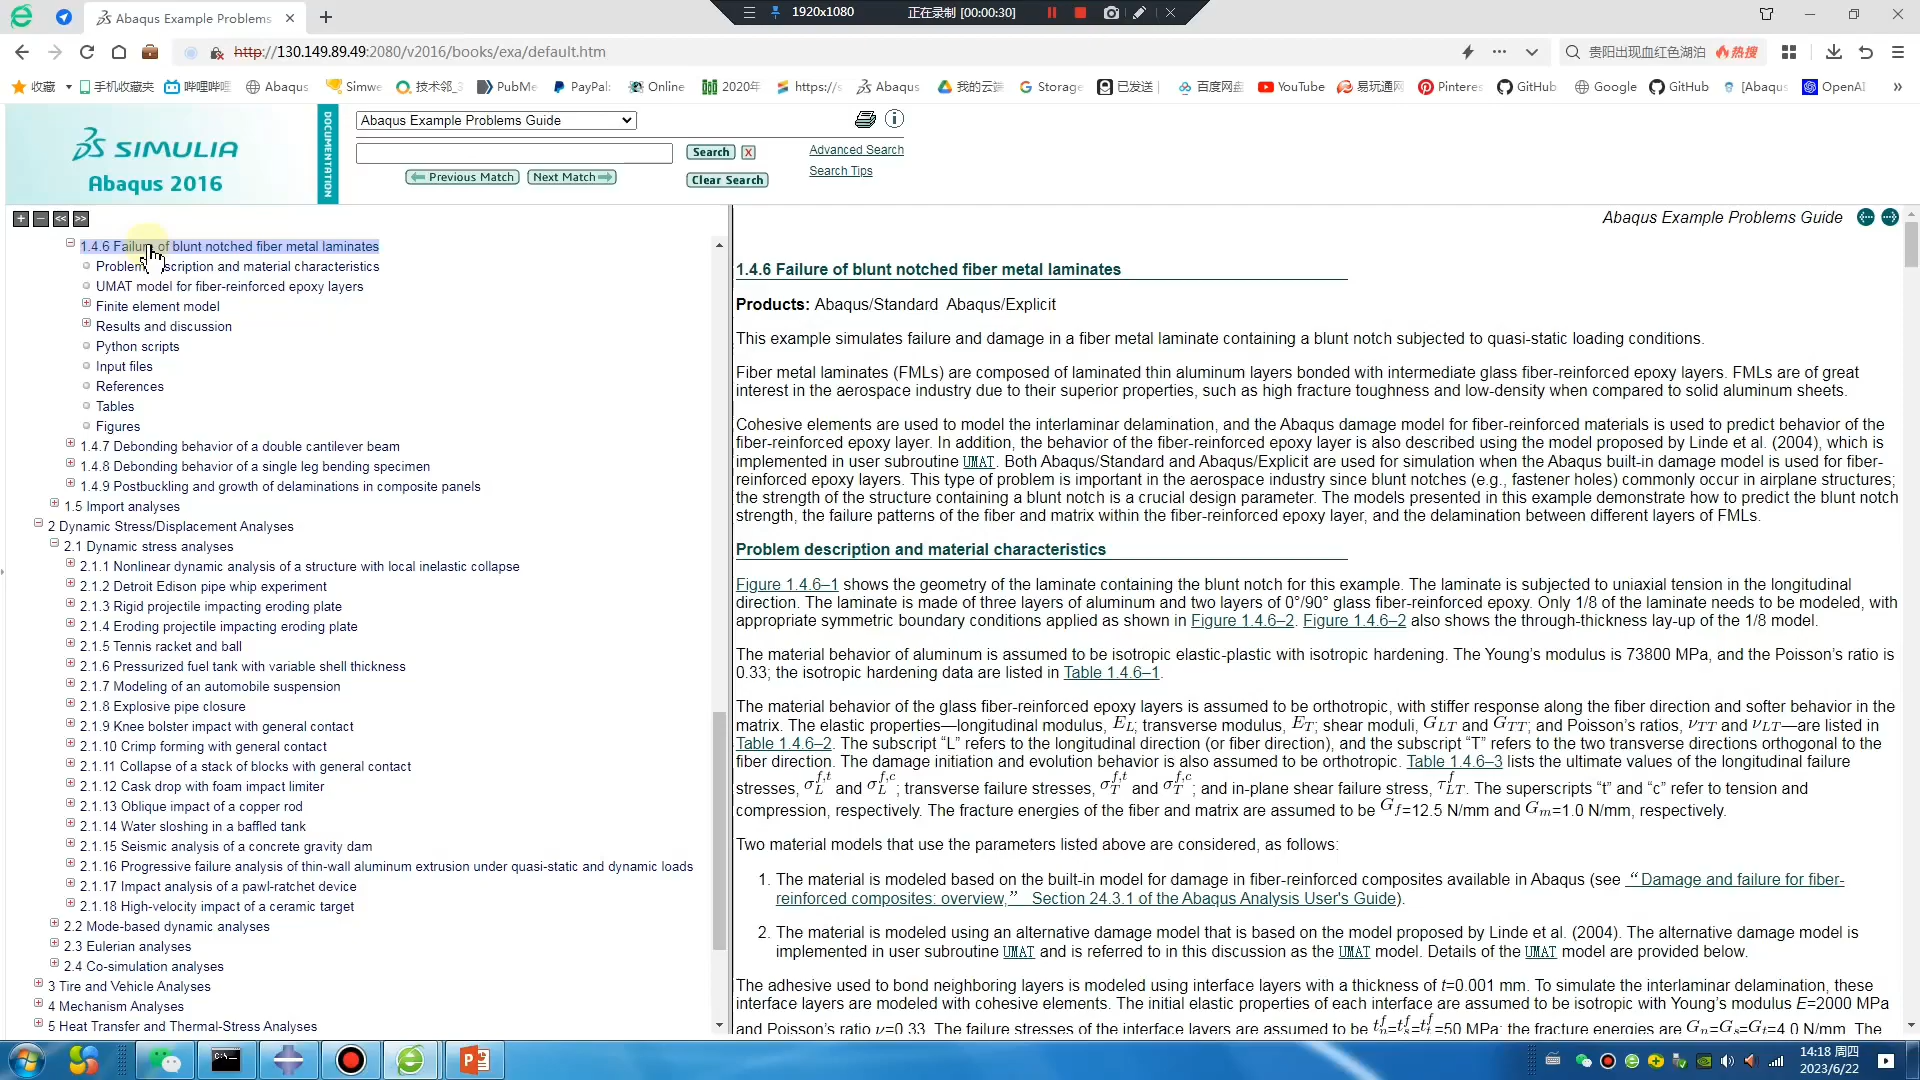 Abaqus Example Problems
1920x1080
正在录制 [00:00:30]
http://130.149.89.49:2080/v2016/books/exa/default.htm
贵阳出现血红色湖泊
热搜
收藏
手机收藏夹
哔哩哔哩
Abaqus
Simwe
技术邻_
PubMe
PayPal
Online
2020年
https://
Abaqus
我的云端
Storage
已发送
百度网盘
YouTube
易玩通网
Pinteres
GitHub
Google
GitHub
[Abaqus
OpenAI
SIMULIA
Abaqus 2016
DOCUMENTATION
Abaqus Example Problems Guide
Search
X
Advanced Search
Previous Match
Next Match
Clear Search
Search Tips
1.4.6 Failure of blunt notched fiber metal laminates
Problem description and material characteristics
UMAT model for fiber-reinforced epoxy layers
Finite element model
Results and discussion
Python scripts
Input files
References
Tables
Figures
1.4.7 Debonding behavior of a double cantilever beam
1.4.8 Debonding behavior of a single leg bending specimen
1.4.9 Postbuckling and growth of delaminations in composite panels
1.5 Import analyses
2 Dynamic Stress/Displacement Analyses
2.1 Dynamic stress analyses
2.1.1 Nonlinear dynamic analysis of a structure with local inelastic collapse
2.1.2 Detroit Edison pipe whip experiment
2.1.3 Rigid projectile impacting eroding plate
2.1.4 Eroding projectile impacting eroding plate
2.1.5 Tennis racket and ball
2.1.6 Pressurized fuel tank with variable shell thickness
2.1.7 Modeling of an automobile suspension
2.1.8 Explosive pipe closure
2.1.9 Knee bolster impact with general contact
2.1.10 Crimp forming with general contact
2.1.11 Collapse of a stack of blocks with general contact
2.1.12 Cask drop with foam impact limiter
2.1.13 Oblique impact of a copper rod
2.1.14 Water sloshing in a baffled tank
2.1.15 Seismic analysis of a concrete gravity dam
2.1.16 Progressive failure analysis of thin-wall aluminum extrusion under quasi-static and dynamic loads
2.1.17 Impact analysis of a pawl-ratchet device
2.1.18 High-velocity impact of a ceramic target
2.2 Mode-based dynamic analyses
2.3 Eulerian analyses
2.4 Co-simulation analyses
3 Tire and Vehicle Analyses
4 Mechanism Analyses
5 Heat Transfer and Thermal-Stress Analyses
Abaqus Example Problems Guide
1.4.6 Failure of blunt notched fiber metal laminates
Products: Abaqus/Standard Abaqus/Explicit
This example simulates failure and damage in a fiber metal laminate containing a blunt notch subjected to quasi-static loading conditions.
Fiber metal laminates (FMLs) are composed of laminated thin aluminum layers bonded with intermediate glass fiber-reinforced epoxy layers. FMLs are of great
interest in the aerospace industry due to their superior properties, such as high fracture toughness and low-density when compared to solid aluminum sheets.
Cohesive elements are used to model the interlaminar delamination, and the Abaqus damage model for fiber-reinforced materials is used to predict behavior of the
fiber-reinforced epoxy layer. In addition, the behavior of the fiber-reinforced epoxy layer is also described using the model proposed by Linde et al. (2004), which is
implemented in user subroutine UMAT. Both Abaqus/Standard and Abaqus/Explicit are used for simulation when the Abaqus built-in damage model is used for fiber-
reinforced epoxy layers. This type of problem is important in the aerospace industry since blunt notches (e.g., fastener holes) commonly occur in airplane structures;
the strength of the structure containing a blunt notch is a crucial design parameter. The models presented in this example demonstrate how to predict the blunt notch
strength, the failure patterns of the fiber and matrix within the fiber-reinforced epoxy layer, and the delamination between different layers of FMLs.
Problem description and material characteristics
Figure 1.4.6–1 shows the geometry of the laminate containing the blunt notch for this example. The laminate is subjected to uniaxial tension in the longitudinal
direction. The laminate is made of three layers of aluminum and two layers of 0°/90° glass fiber-reinforced epoxy. Only 1/8 of the laminate needs to be modeled, with
appropriate symmetric boundary conditions applied as shown in Figure 1.4.6–2. Figure 1.4.6–2 also shows the through-thickness lay-up of the 1/8 model.
The material behavior of aluminum is assumed to be isotropic elastic-plastic with isotropic hardening. The Young's modulus is 73800 MPa, and the Poisson's ratio is
0.33; the isotropic hardening data are listed in Table 1.4.6–1.
The material behavior of the glass fiber-reinforced epoxy layers is assumed to be orthotropic, with stiffer response along the fiber direction and softer behavior in the
matrix. The elastic properties—longitudinal modulus, E_L; transverse modulus, E_T; shear moduli, G_LT and G_TT; and Poisson's ratios, ν_TT and ν_LT—are listed in
Table 1.4.6–2. The subscript “L” refers to the longitudinal direction (or fiber direction), and the subscript “T” refers to the two transverse directions orthogonal to the
fiber direction. The damage initiation and evolution behavior is also assumed to be orthotropic. Table 1.4.6–3 lists the ultimate values of the longitudinal failure
stresses, σ_L^f,t and σ_L^f,c; transverse failure stresses, σ_T^f,t and σ_T^f,c; and in-plane shear failure stress, τ_LT^f. The superscripts “t” and “c” refer to tension and
compression, respectively. The fracture energies of the fiber and matrix are assumed to be G_f=12.5 N/mm and G_m=1.0 N/mm, respectively.
Two material models that use the parameters listed above are considered, as follows:
1. The material is modeled based on the built-in model for damage in fiber-reinforced composites available in Abaqus (see “Damage and failure for fiber-
reinforced composites: overview,” Section 24.3.1 of the Abaqus Analysis User's Guide).
2. The material is modeled using an alternative damage model that is based on the model proposed by Linde et al. (2004). The alternative damage model is
implemented in user subroutine UMAT and is referred to in this discussion as the UMAT model. Details of the UMAT model are provided below.
The adhesive used to bond neighboring layers is modeled using interface layers with a thickness of t=0.001 mm. To simulate the interlaminar delamination, these
interface layers are modeled with cohesive elements. The initial elastic properties of each interface are assumed to be isotropic with Young's modulus E=2000 MPa
and Poisson's ratio ν=0.33. The failure stresses of the interface layers are assumed to be t_n^f=t_s^f=t_t^f=50 MPa; the fracture energies are G_n=G_s=G_t=4.0 N/mm. The
14:18 周四
2023/6/22